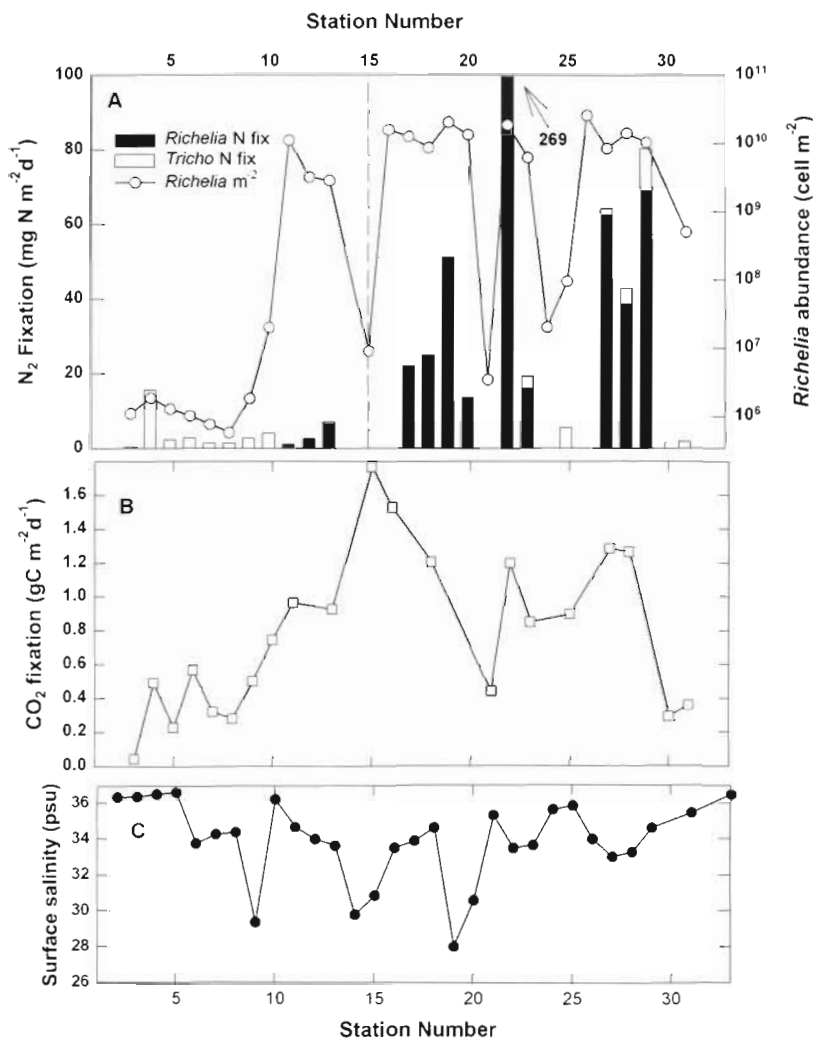 Station Number
5 10 15 20 25 30
A
Richelia N fix
Tricho N fix
Richelia m⁻²
269
N₂ Fixation (mg N m⁻²d⁻¹)
100
80
60
40
20
0
10¹¹
10¹⁰
10⁹
10⁸
10⁷
10⁶
Richelia abundance (cell m⁻²)
B
CO₂ fixation (gC m⁻²d⁻¹)
1.6
1.4
1.2
1.0
0.8
0.6
0.4
0.2
0.0
C
Surface salinity (psu)
36
34
32
30
28
26
5 10 15 20 25 30
Station Number